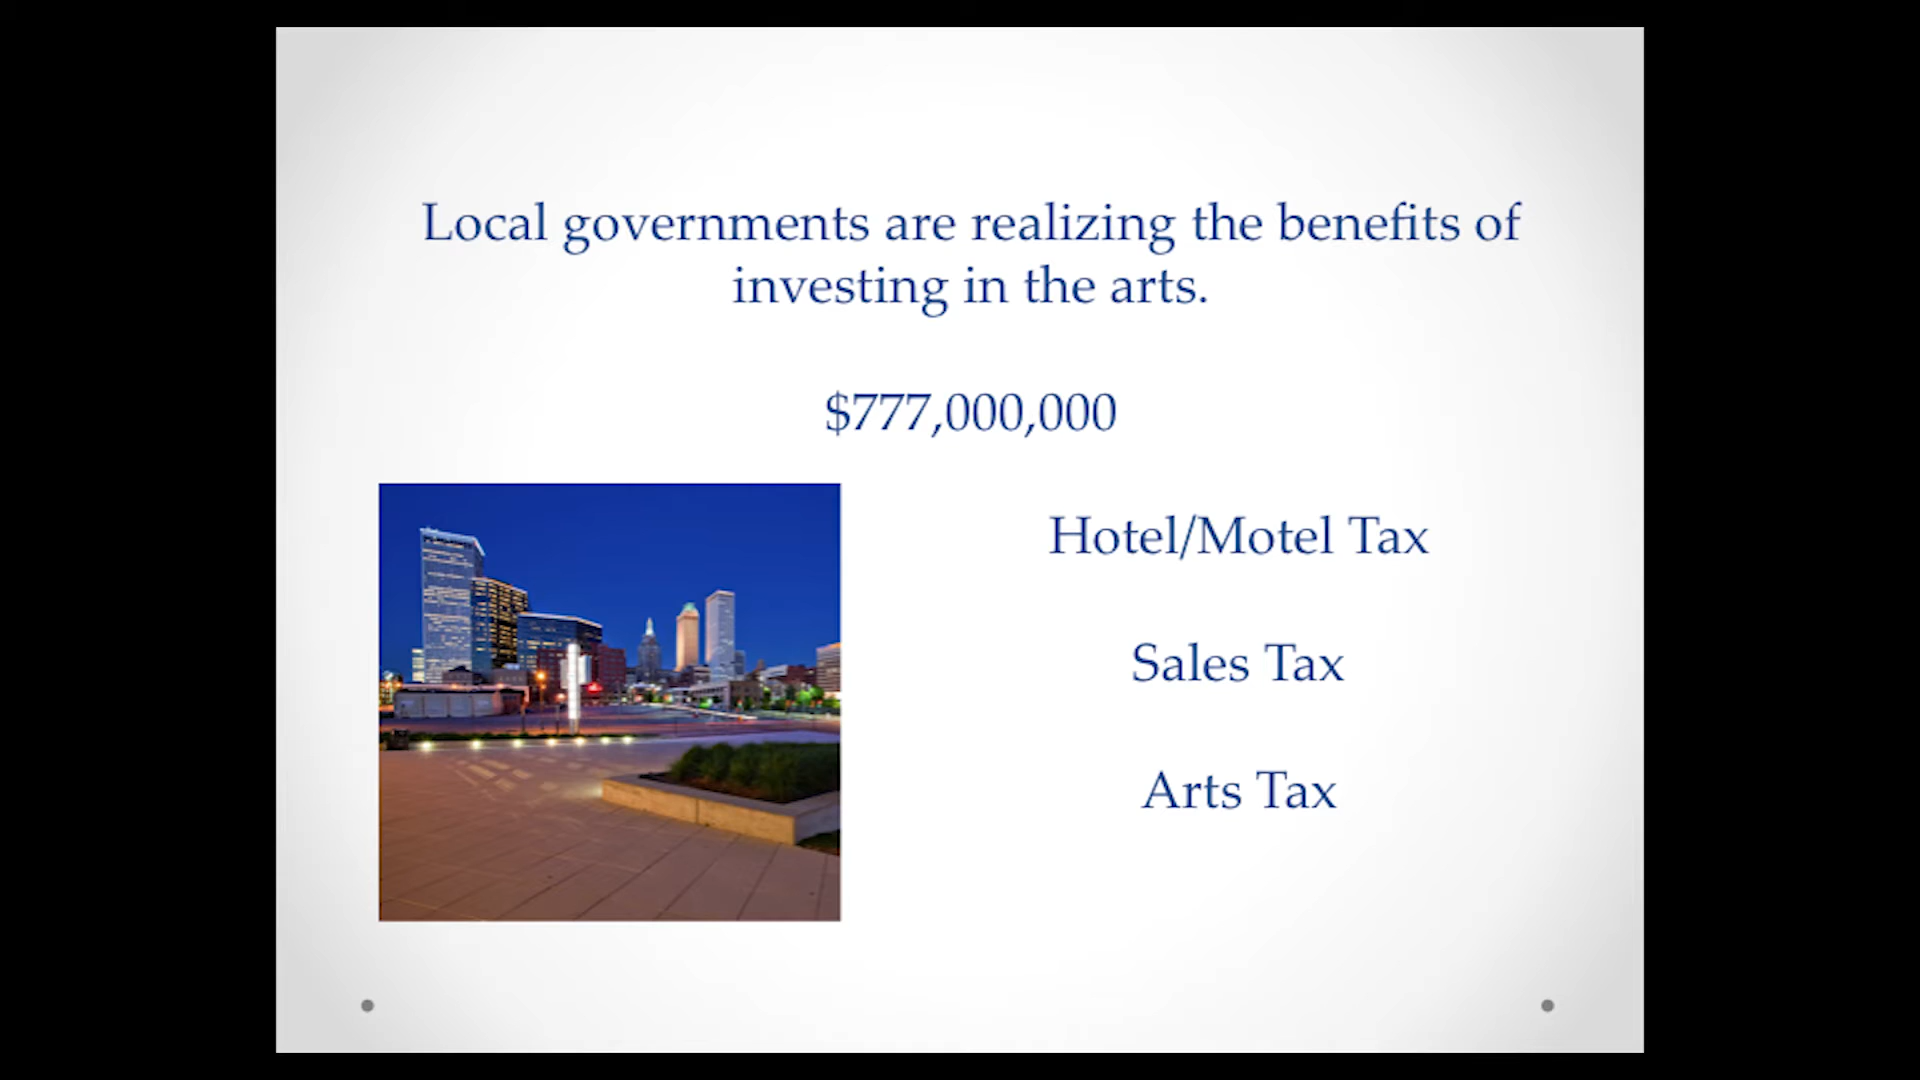 Local governments are realizing the benefits of
investing in the arts.
$777,000,000
Hotel/Motel Tax
Sales Tax
Arts Tax